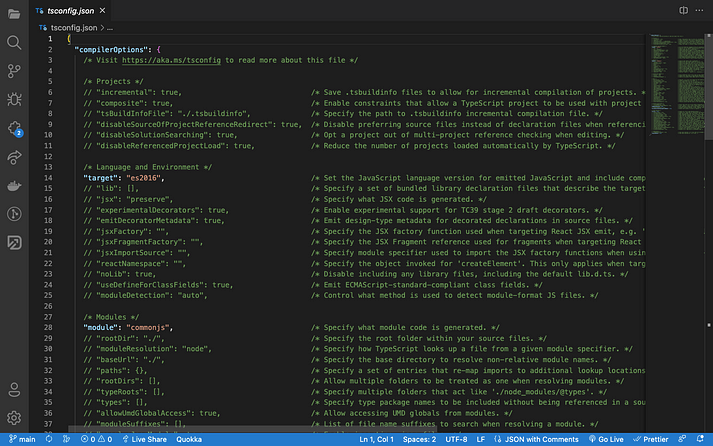 tsconfig.json
tsconfig.json > ...
1 {
2 "compilerOptions": {
3 /* Visit https://aka.ms/tsconfig to read more about this file */
4
5 /* Projects */
6 // "incremental": true, /* Save .tsbuildinfo files to allow for incremental compilation of projects. */
7 // "composite": true, /* Enable constraints that allow a TypeScript project to be used with project
8 // "tsBuildInfoFile": "./.tsbuildinfo", /* Specify the path to .tsbuildinfo incremental compilation file. */
9 // "disableSourceOfProjectReferenceRedirect": true, /* Disable preferring source files instead of declaration files when referenci
10 // "disableSolutionSearching": true, /* Opt a project out of multi-project reference checking when editing. */
11 // "disableReferencedProjectLoad": true, /* Reduce the number of projects loaded automatically by TypeScript. */
12
13 /* Language and Environment */
14 "target": "es2016", /* Set the JavaScript language version for emitted JavaScript and include comp
15 // "lib": [], /* Specify a set of bundled library declaration files that describe the target
16 // "jsx": "preserve", /* Specify what JSX code is generated. */
17 // "experimentalDecorators": true, /* Enable experimental support for TC39 stage 2 draft decorators. */
18 // "emitDecoratorMetadata": true, /* Emit design-type metadata for decorated declarations in source files. */
19 // "jsxFactory": "", /* Specify the JSX factory function used when targeting React JSX emit, e.g. '
20 // "jsxFragmentFactory": "", /* Specify the JSX Fragment reference used for fragments when targeting React
21 // "jsxImportSource": "", /* Specify module specifier used to import the JSX factory functions when usin
22 // "reactNamespace": "", /* Specify the object invoked for 'createElement'. This only applies when targ
23 // "noLib": true, /* Disable including any library files, including the default lib.d.ts. */
24 // "useDefineForClassFields": true, /* Emit ECMAScript-standard-compliant class fields. */
25 // "moduleDetection": "auto", /* Control what method is used to detect module-format JS files. */
26
27 /* Modules */
28 "module": "commonjs", /* Specify what module code is generated. */
29 // "rootDir": "./", /* Specify the root folder within your source files. */
30 // "moduleResolution": "node", /* Specify how TypeScript looks up a file from a given module specifier. */
31 // "baseUrl": "./", /* Specify the base directory to resolve non-relative module names. */
32 // "paths": {}, /* Specify a set of entries that re-map imports to additional lookup locations
33 // "rootDirs": [], /* Allow multiple folders to be treated as one when resolving modules. */
34 // "typeRoots": [], /* Specify multiple folders that act like './node_modules/@types'. */
35 // "types": [], /* Specify type package names to be included without being referenced in a sou
36 // "allowUmdGlobalAccess": true, /* Allow accessing UMD globals from modules. */
37 // "moduleSuffixes": [], /* List of file name suffixes to search when resolving a module. */
2
main 0 0 Live Share Quokka Ln 1, Col 1 Spaces: 2 UTF-8 LF JSON with Comments Go Live Prettier